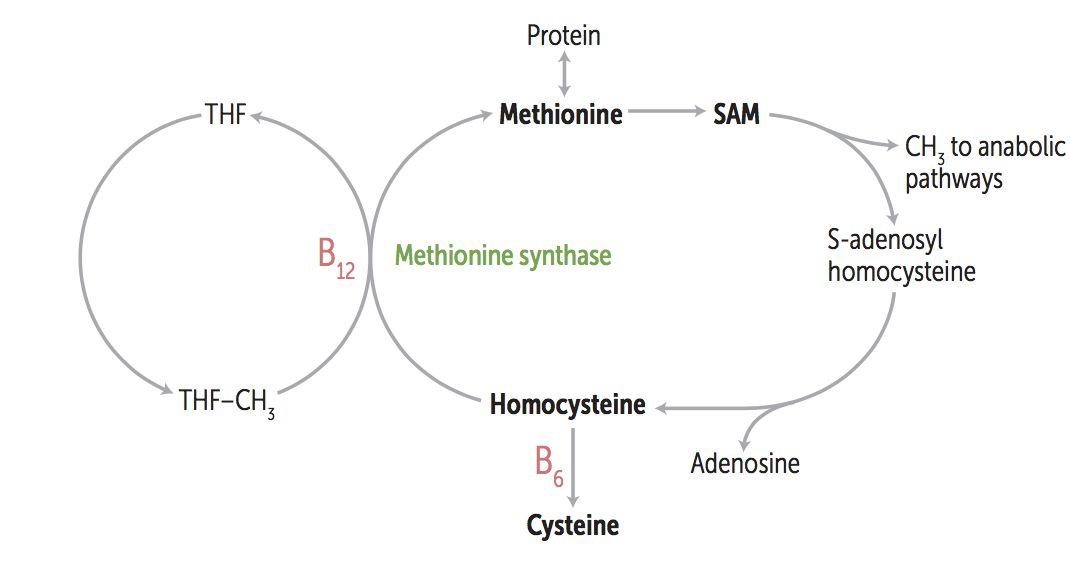 Protein
THF
Methionine
SAM
CH₃ to anabolic
pathways
B₁₂
Methionine synthase
S-adenosyl
homocysteine
THF–CH₃
Homocysteine
B₆
Adenosine
Cysteine